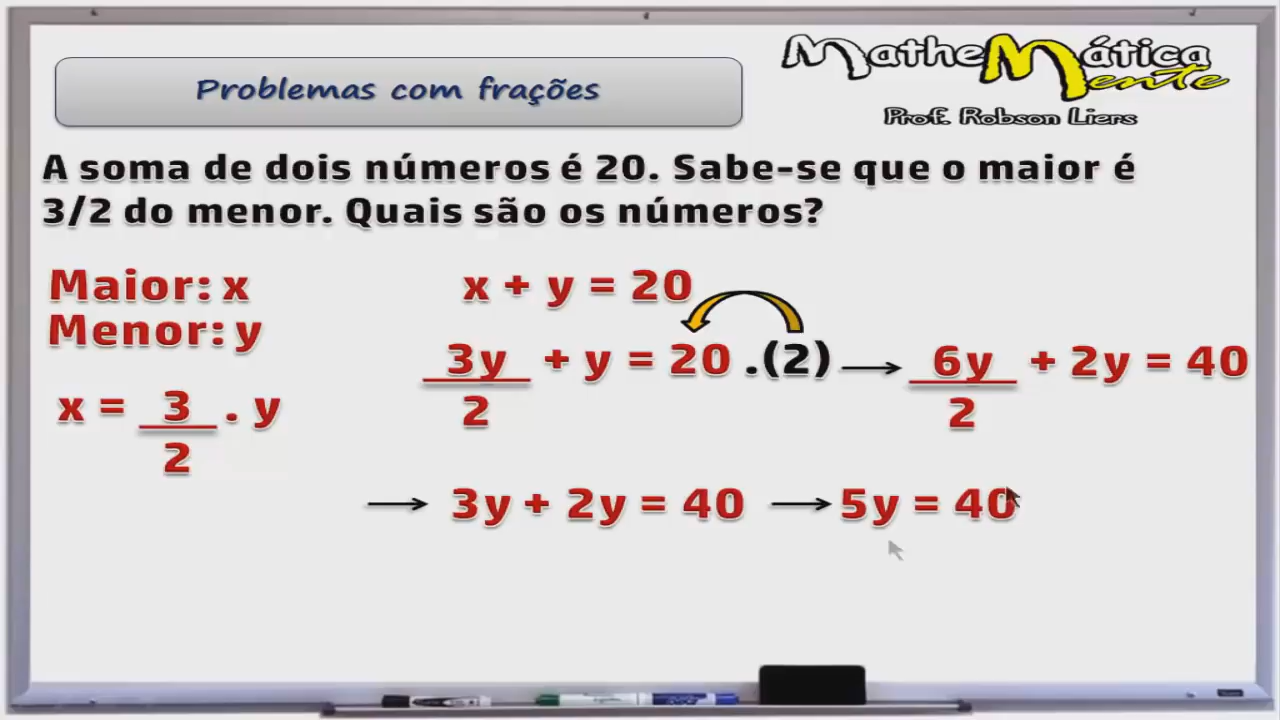 Problemas com frações
MatheMática
mente
Prof. Robson Liers
A soma de dois números é 20. Sabe-se que o maior é
3/2 do menor. Quais são os números?
Maior: x
Menor: y
x = 3/2 . y
x + y = 20
3y/2 + y = 20 .(2) → 6y/2 + 2y = 40
→ 3y + 2y = 40 → 5y = 40